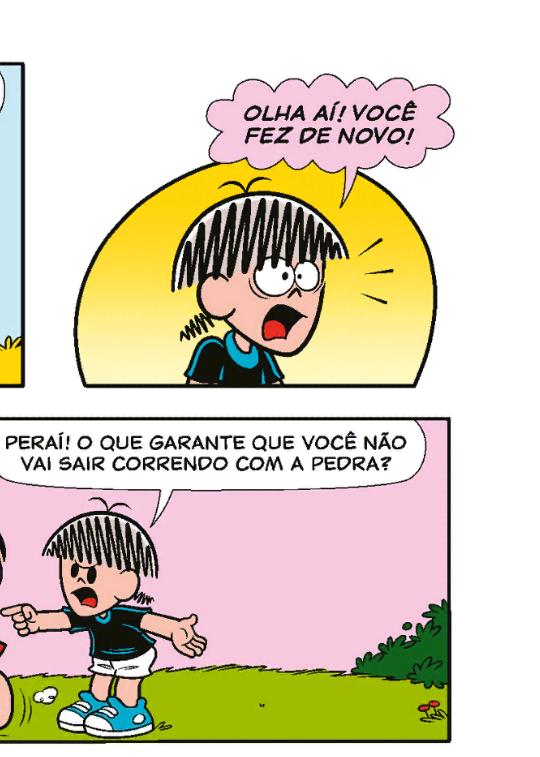 OLHA AÍ! VOCÊ
FEZ DE NOVO!
PERAÍ! O QUE GARANTE QUE VOCÊ NÃO
VAI SAIR CORRENDO COM A PEDRA?